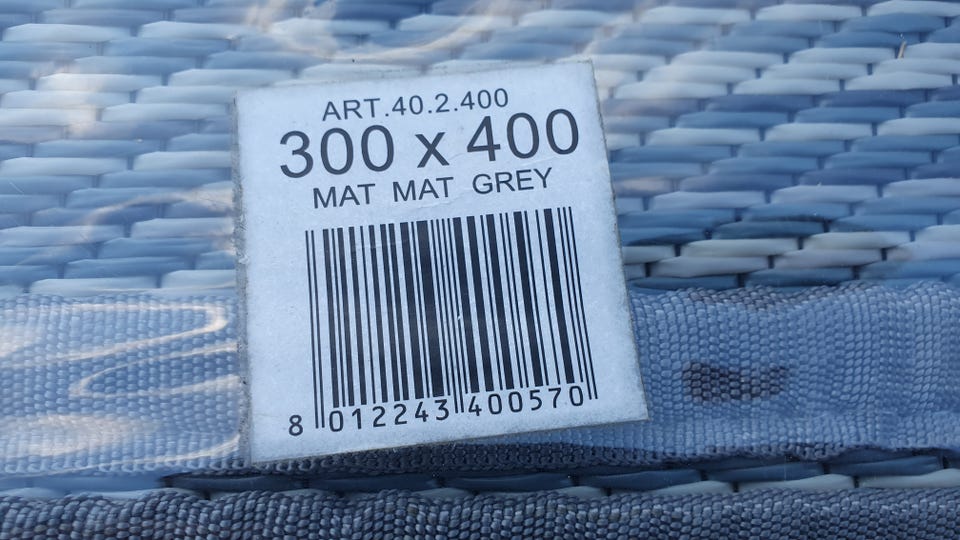 ART.40.2.400
300 x 400
MAT MAT GREY
8 012243 400570